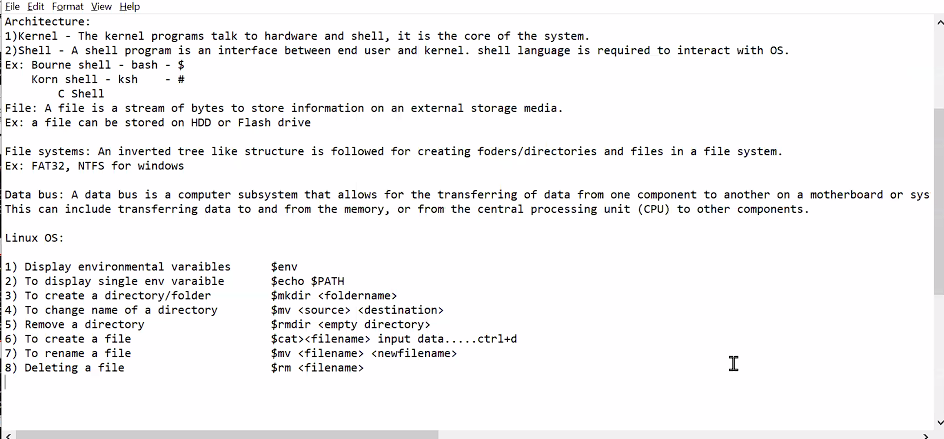 File Edit Format View Help
Architecture:
1)Kernel - The kernel programs talk to hardware and shell, it is the core of the system.
2)Shell - A shell program is an interface between end user and kernel. shell language is required to interact with OS.
Ex: Bourne shell - bash - $
Korn shell - ksh - #
C Shell
File: A file is a stream of bytes to store information on an external storage media.
Ex: a file can be stored on HDD or Flash drive
File systems: An inverted tree like structure is followed for creating foders/directories and files in a file system.
Ex: FAT32, NTFS for windows
Data bus: A data bus is a computer subsystem that allows for the transferring of data from one component to another on a motherboard or sys
This can include transferring data to and from the memory, or from the central processing unit (CPU) to other components.
Linux OS:
1) Display environmental varaibles $env
2) To display single env varaible $echo $PATH
3) To create a directory/folder $mkdir <foldername>
4) To change name of a directory $mv <source> <destination>
5) Remove a directory $rmdir <empty directory>
6) To create a file $cat><filename> input data.....ctrl+d
7) To rename a file $mv <filename> <newfilename>
8) Deleting a file $rm <filename>